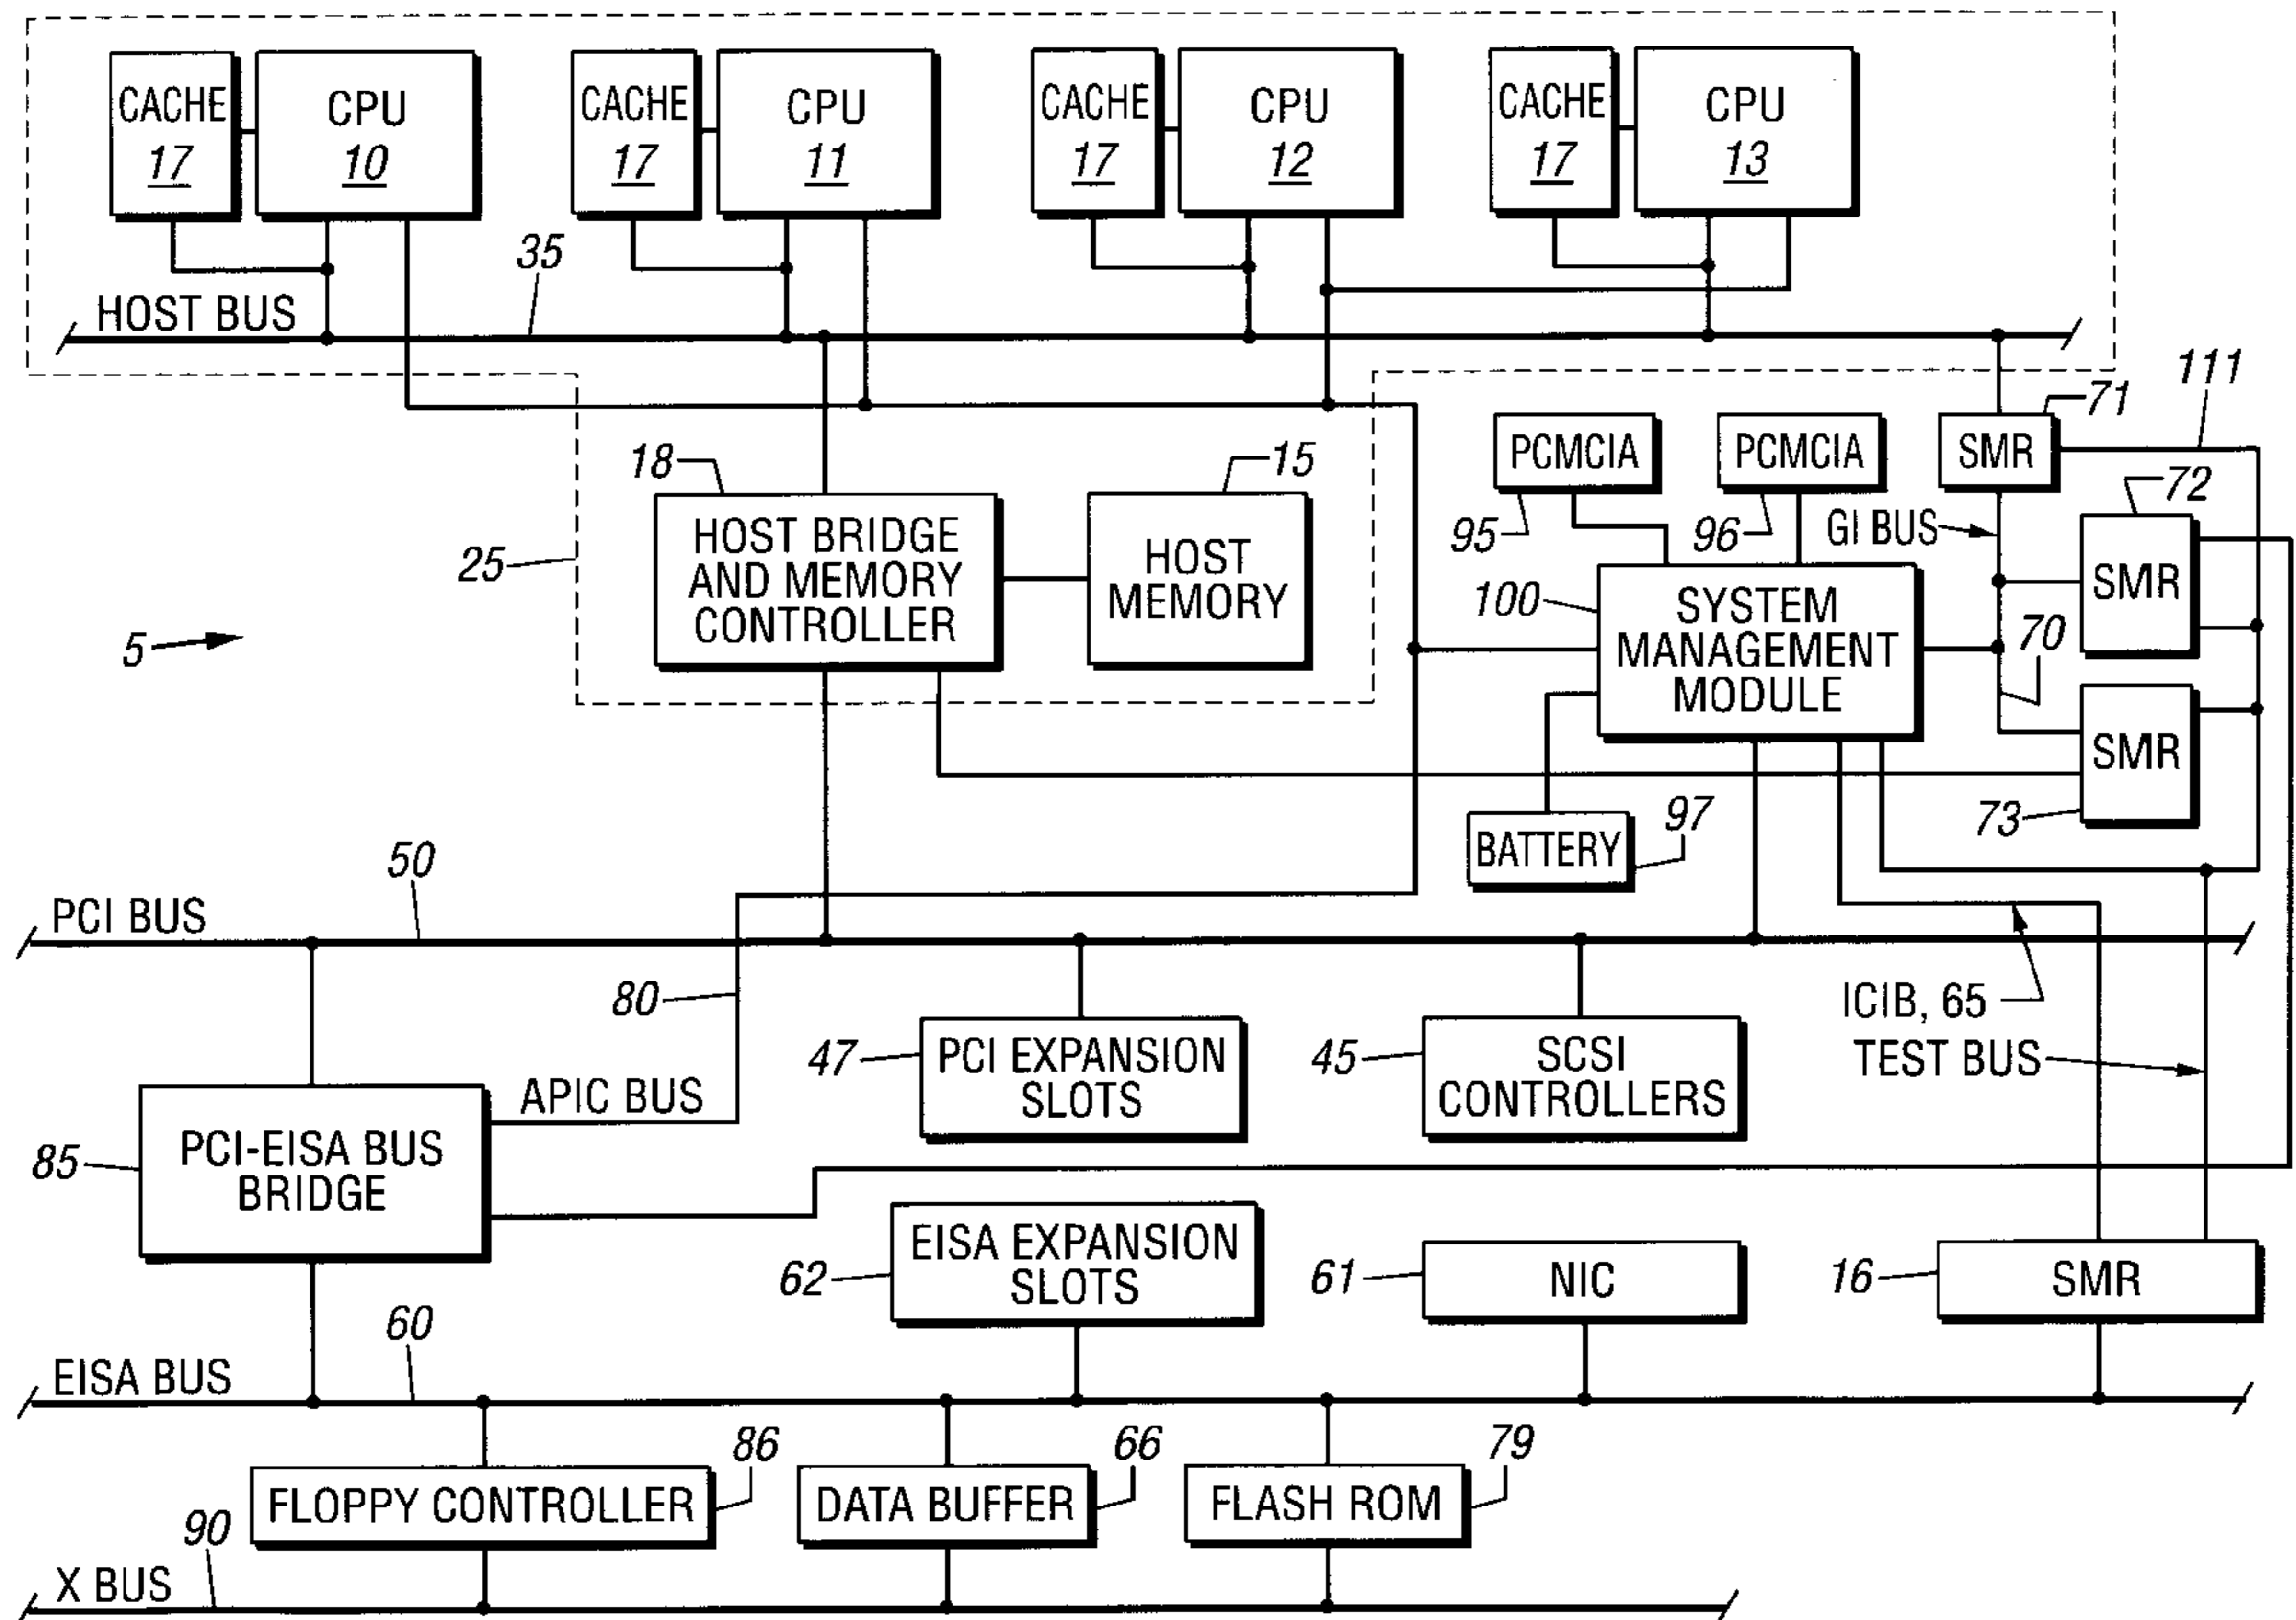 CACHE
17
CPU
10
CACHE
17
CPU
11
CACHE
17
CPU
12
CACHE
17
CPU
13
35
HOST BUS
111
71
18
15
PCMCIA
PCMCIA
SMR
72
HOST BRIDGE
AND MEMORY
CONTROLLER
HOST
MEMORY
95
96
GI BUS
25
100
SYSTEM
MANAGEMENT
MODULE
SMR
5
70
SMR
73
BATTERY
97
50
PCI BUS
80
ICIB, 65
TEST BUS
47
PCI EXPANSION
SLOTS
45
SCSI
CONTROLLERS
APIC BUS
85
PCI-EISA BUS
BRIDGE
62
EISA EXPANSION
SLOTS
61
NIC
16
SMR
60
EISA BUS
86
66
79
FLOPPY CONTROLLER
DATA BUFFER
FLASH ROM
90
X BUS